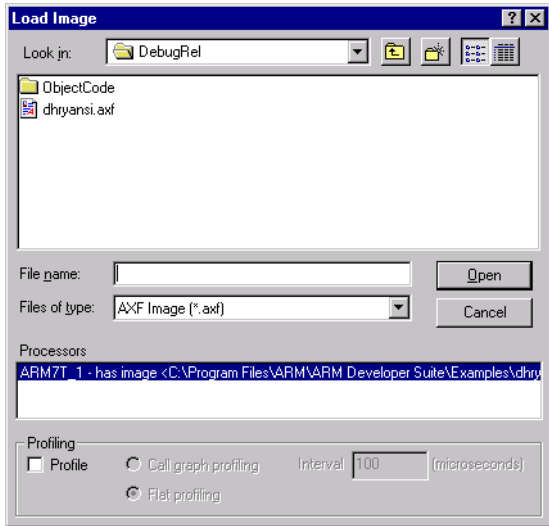 Load Image
Look in: DebugRel
ObjectCode
dhryansi.axf
File name: Open
Files of type: AXF Image (*.axf) Cancel
Processors
ARM7T_1 - has image <C:\Program Files\ARM\ARM Developer Suite\Examples\dhry
Profiling
Profile Call graph profiling Interval 100 (microseconds)
Flat profiling